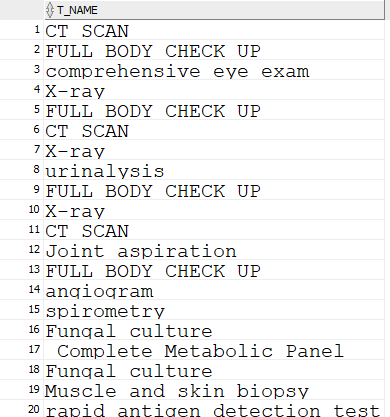 T_NAME
1 CT SCAN
2 FULL BODY CHECK UP
3 comprehensive eye exam
4 X-ray
5 FULL BODY CHECK UP
6 CT SCAN
7 X-ray
8 urinalysis
9 FULL BODY CHECK UP
10 X-ray
11 CT SCAN
12 Joint aspiration
13 FULL BODY CHECK UP
14 angiogram
15 spirometry
16 Fungal culture
17 Complete Metabolic Panel
18 Fungal culture
19 Muscle and skin biopsy
20 rapid antigen detection test